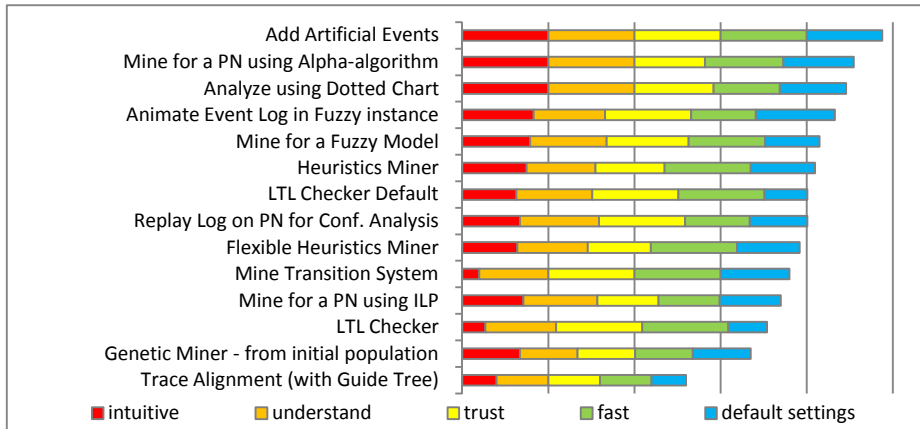 Add Artificial Events
Mine for a PN using Alpha-algorithm
Analyze using Dotted Chart
Animate Event Log in Fuzzy instance
Mine for a Fuzzy Model
Heuristics Miner
LTL Checker Default
Replay Log on PN for Conf. Analysis
Flexible Heuristics Miner
Mine Transition System
Mine for a PN using ILP
LTL Checker
Genetic Miner - from initial population
Trace Alignment (with Guide Tree)
intuitive understand trust fast default settings